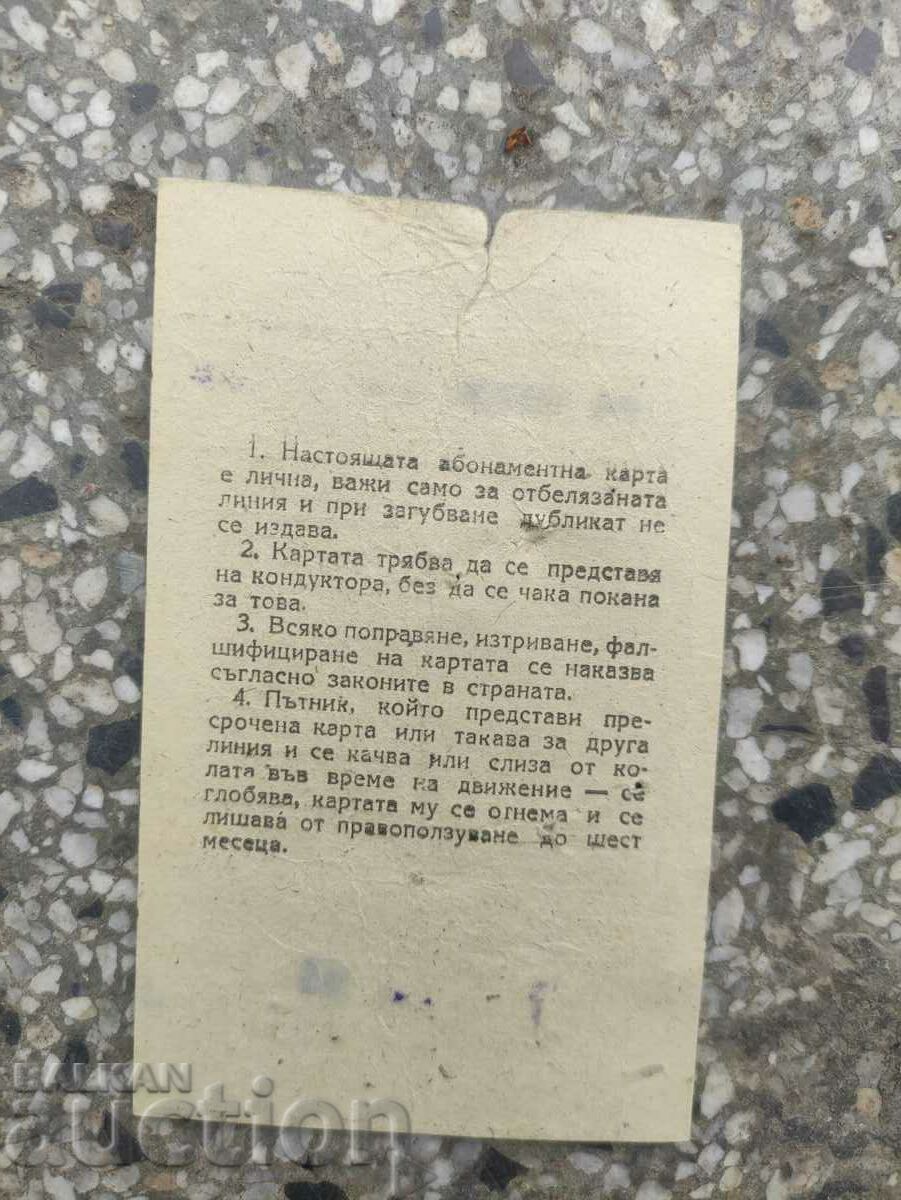 1. Настоящата абонаментна карта
е лична, важи само за отбелязаната
линия и при загубване дубликат не
се издава.
2. Картата трябва да се представя
на кондуктора, без да се чака покана
за това.
3. Всяко поправяне, изтриване, фал-
шифициране на картата се наказва
съгласно законите в страната.
4. Пътник, който представи пре-
срочена карта или такава за друга
линия и се качва или слиза от ко-
лата във време на движение — се
глобява, картата му се огнема и се
лишава от правоползуване до шест
месеца.
BALKAN
auction